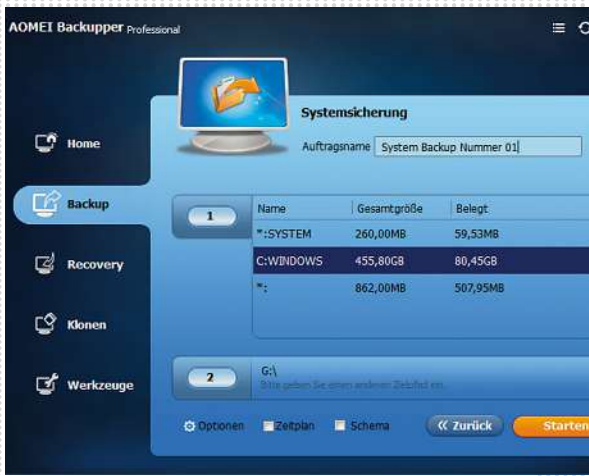 AOMEI Backupper Professional
Systemsicherung
Auftragsname System Backup Nummer 01
Home
Backup
Recovery
Klonen
Werkzeuge
1
Name Gesamtgröße Belegt
*:SYSTEM 260,00MB 59,53MB
C:WINDOWS 455,80GB 80,45GB
*: 862,00MB 507,95MB
2
G:\
Bitte geben Sie einen anderen Zielpfad ein.
Optionen Zeitplan Schema « Zurück Starten